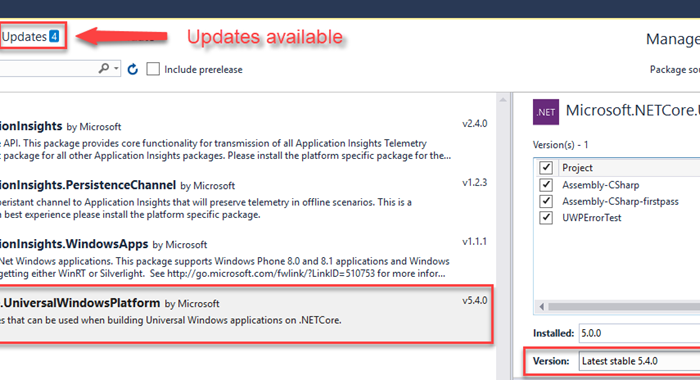 Updates 4
Updates available
Manage
Include prerelease
Package sou
ionInsights by Microsoft
v2.4.0
e API. This package provides core functionality for transmission of all Application Insights Telemetry
t package for all other Application Insights packages. Please install the platform specific package for the...
ionInsights.PersistenceChannel by Microsoft
v1.2.3
peristant channel to Application Insights that will preserve telemetry in offline scenarios. This is a
a best experience please install the platform specific package.
ionInsights.WindowsApps by Microsoft
v1.1.1
.Net Windows applications. This package supports Windows Phone 8.0 and 8.1 applications and Windows
getting either WinRT or Silverlight. See http://go.microsoft.com/fwlink/?LinkID=510753 for more infor...
.UniversalWindowsPlatform by Microsoft
v5.4.0
es that can be used when building Universal Windows applications on .NETCore.
.NET
Microsoft.NETCore.U
Version(s) - 1
Project
Assembly-CSharp
Assembly-CSharp-firstpass
UWPErrorTest
Installed: 5.0.0
Version: Latest stable 5.4.0